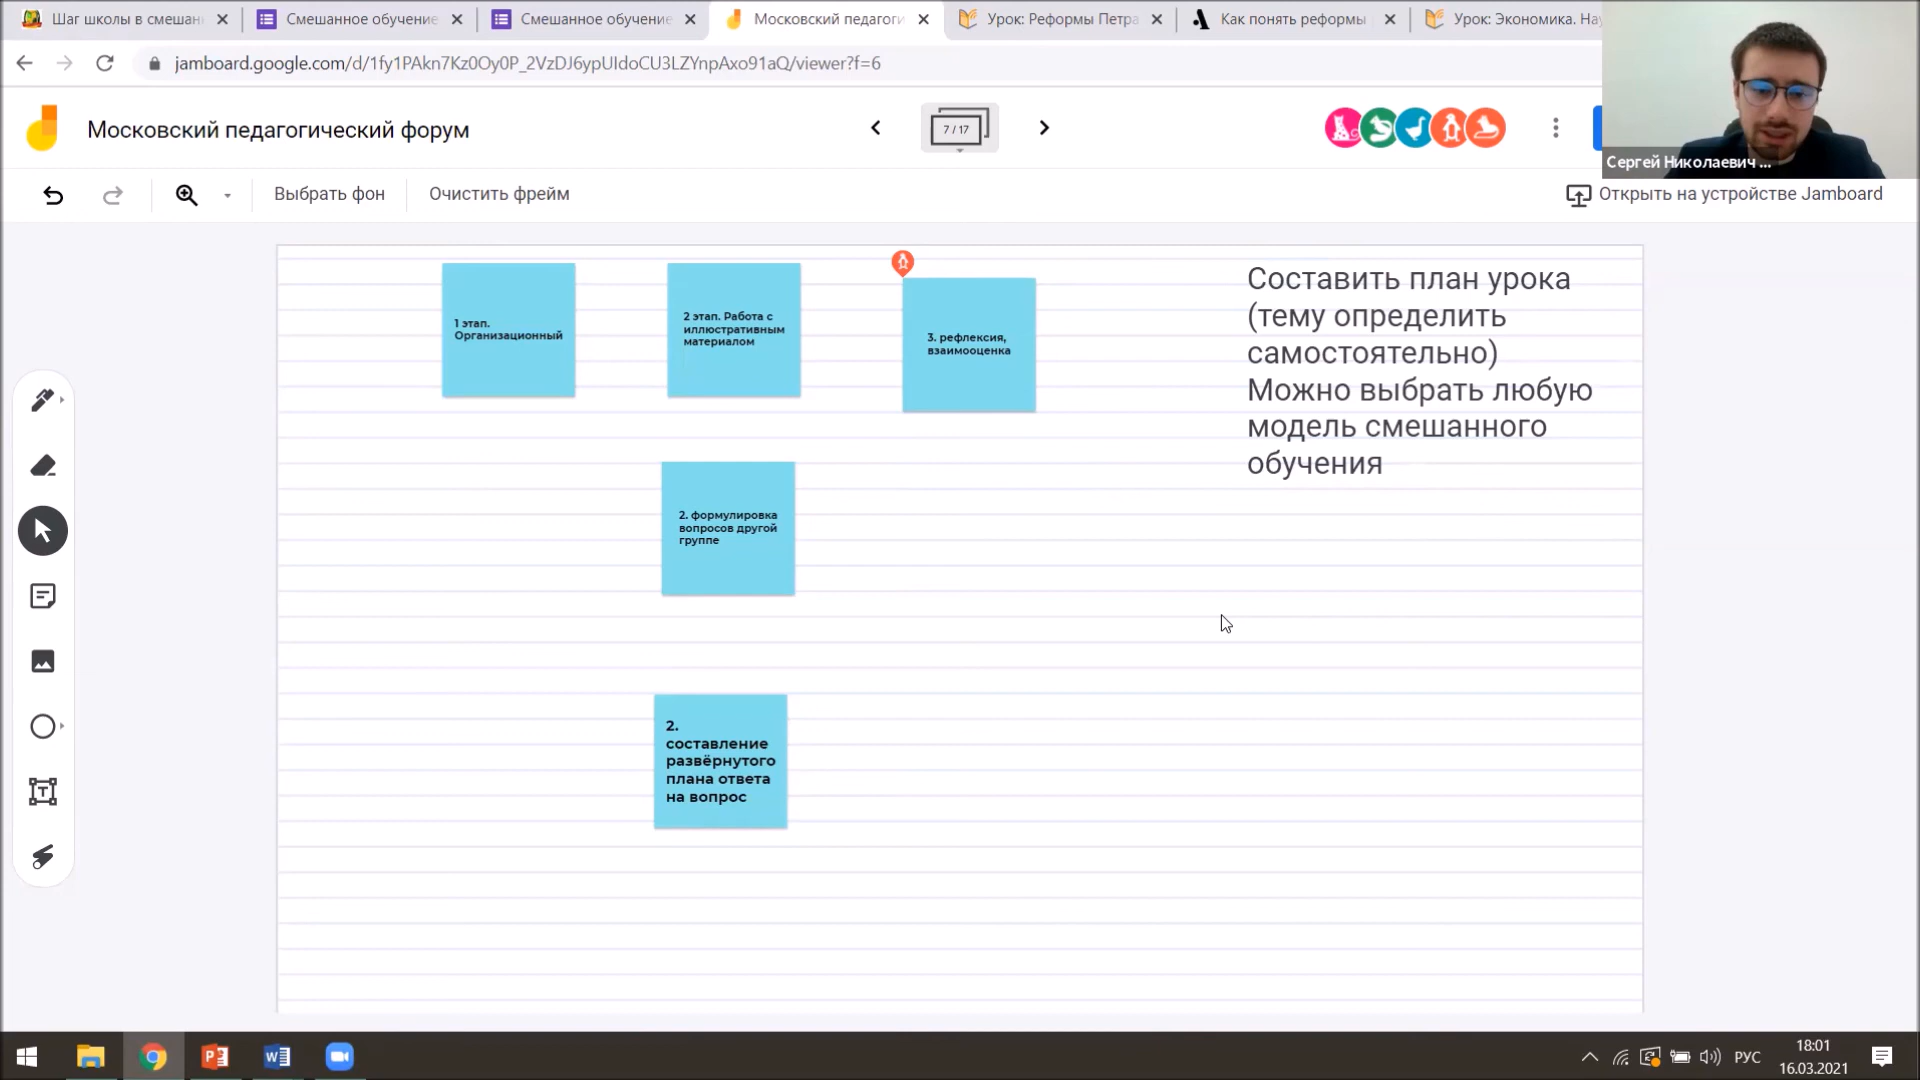 Шаг школы в смешан
Смешанное обучение
Смешанное обучение
Московский педагоги
Урок: Реформы Петра
Как понять реформы
Урок: Экономика. На
jamboard.google.com/d/1fy1PAkn7Kz0Oy0P_2VzDJ6ypUIdoCU3LZYnpAxo91aQ/viewer?f=6
Московский педагогический форум
7 / 17
Сергей Николаевич ...
Выбрать фон
Очистить фрейм
Открыть на устройстве Jamboard
1 этап.
Организационный
2 этап. Работа с
иллюстративным
материалом
3. рефлексия,
взаимооценка
Составить план урока
(тему определить
самостоятельно)
Можно выбрать любую
модель смешанного
обучения
2. формулировка
вопросов другой
группе
2.
составление
развёрнутого
плана ответа
на вопрос
РУС
18:01
16.03.2021